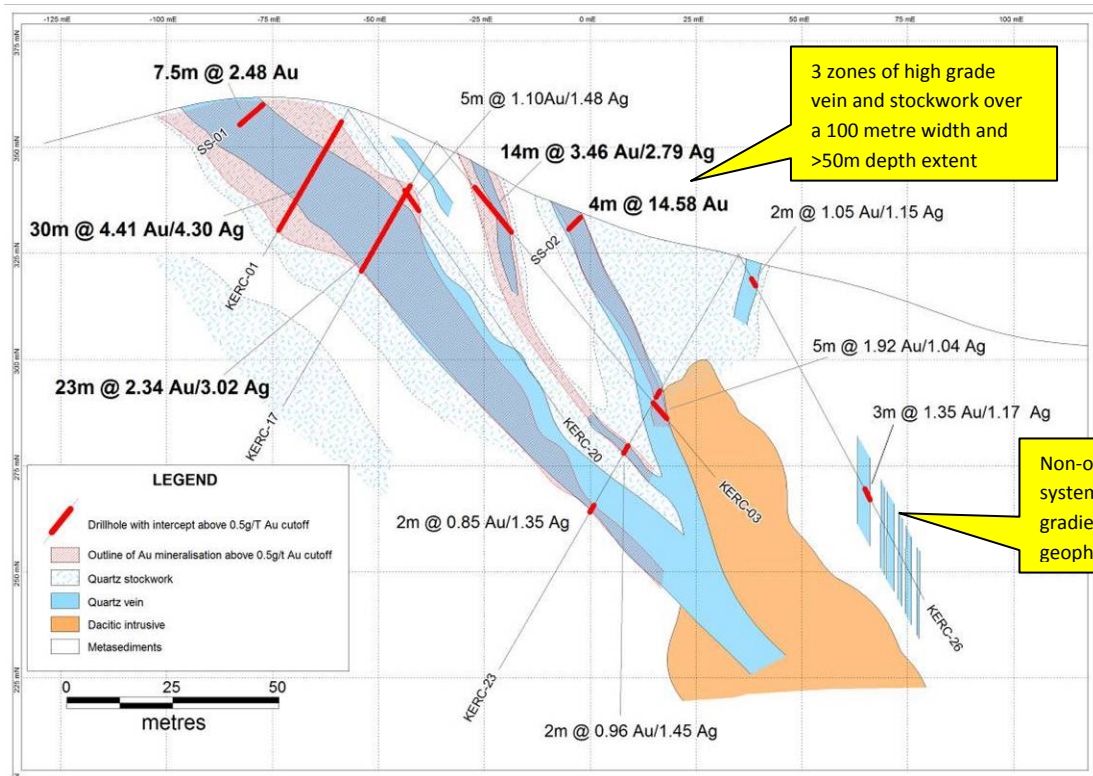 -125 mE
-100 mE
-75 mE
-50 mE
-25 mE
0 mE
25 mE
50 mE
75 mE
100 mE
375 mN
350 mN
325 mN
300 mN
275 mN
250 mN
225 mN
7.5m @ 2.48 Au
5m @ 1.10Au/1.48 Ag
14m @ 3.46 Au/2.79 Ag
4m @ 14.58 Au
3 zones of high grade
vein and stockwork over
a 100 metre width and
>50m depth extent
2m @ 1.05 Au/1.15 Ag
SS-01
SS-02
30m @ 4.41 Au/4.30 Ag
KERC-01
23m @ 2.34 Au/3.02 Ag
KERC-17
5m @ 1.92 Au/1.04 Ag
3m @ 1.35 Au/1.17 Ag
KERC-20
KERC-03
Non-o
system
gradie
geoph
2m @ 0.85 Au/1.35 Ag
KERC-26
KERC-23
2m @ 0.96 Au/1.45 Ag
LEGEND
Drillhole with intercept above 0.5g/T Au cutoff
Outline of Au mineralisation above 0.5g/t Au cutoff
Quartz stockwork
Quartz vein
Dacitic intrusive
Metasediments
0 25 50
metres